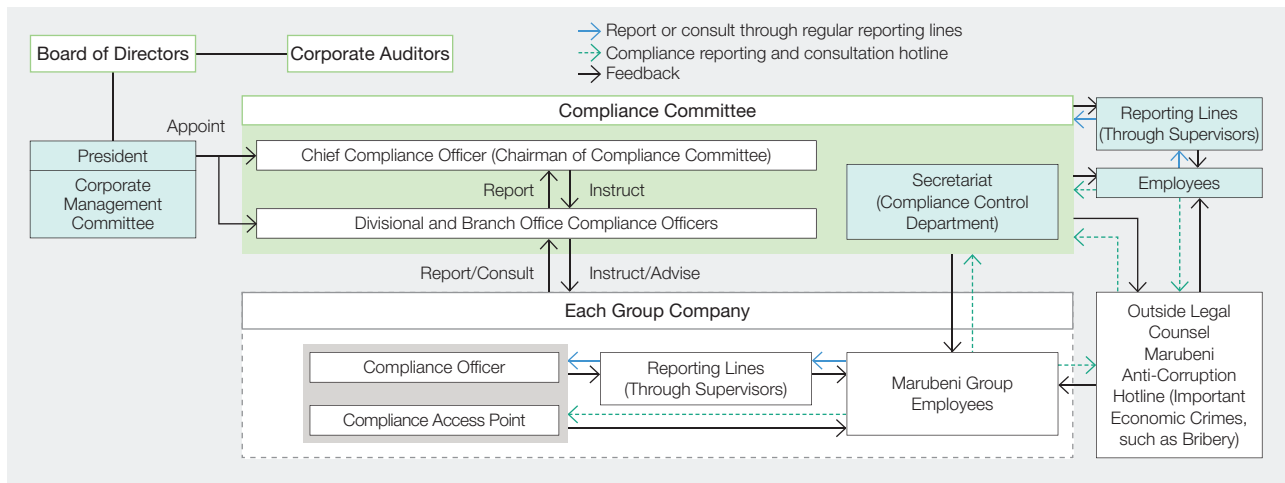 Board of Directors
Corporate Auditors
Report or consult through regular reporting lines
Compliance reporting and consultation hotline
Feedback
Appoint
President
Corporate
Management
Committee
Compliance Committee
Chief Compliance Officer (Chairman of Compliance Committee)
Report
Instruct
Divisional and Branch Office Compliance Officers
Secretariat
(Compliance Control
Department)
Reporting Lines
(Through Supervisors)
Employees
Report/Consult
Instruct/Advise
Each Group Company
Compliance Officer
Compliance Access Point
Reporting Lines
(Through Supervisors)
Marubeni Group
Employees
Outside Legal
Counsel
Marubeni
Anti-Corruption
Hotline (Important
Economic Crimes,
such as Bribery)